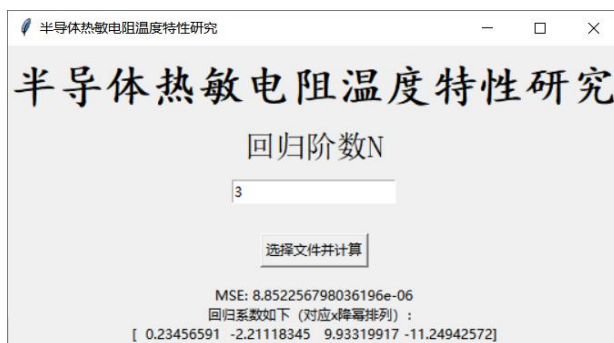 半导体热敏电阻温度特性研究
半导体热敏电阻温度特性研究
回归阶数N
3
选择文件并计算
MSE: 8.852256798036196e-06
回归系数如下（对应x降幂排列）:
[  0.23456591  -2.21118345   9.93319917 -11.24942572]